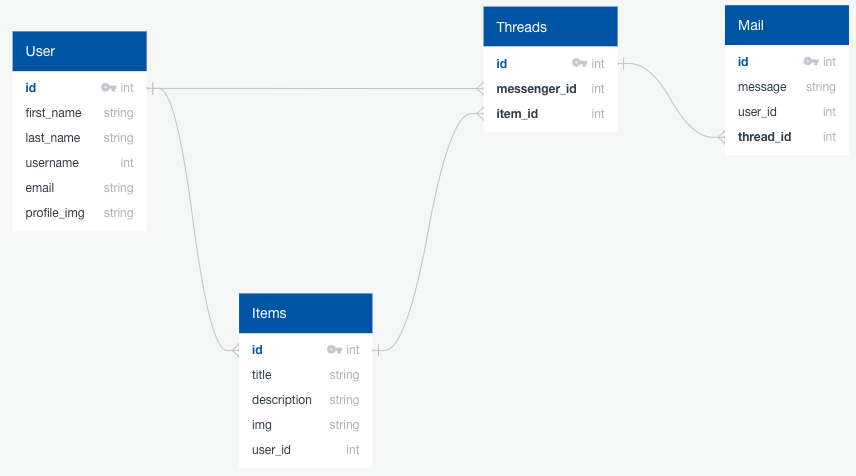 User
id int
first_name string
last_name string
username int
email string
profile_img string
Threads
id int
messenger_id int
item_id int
Mail
id int
message string
user_id int
thread_id int
Items
id int
title string
description string
img string
user_id int